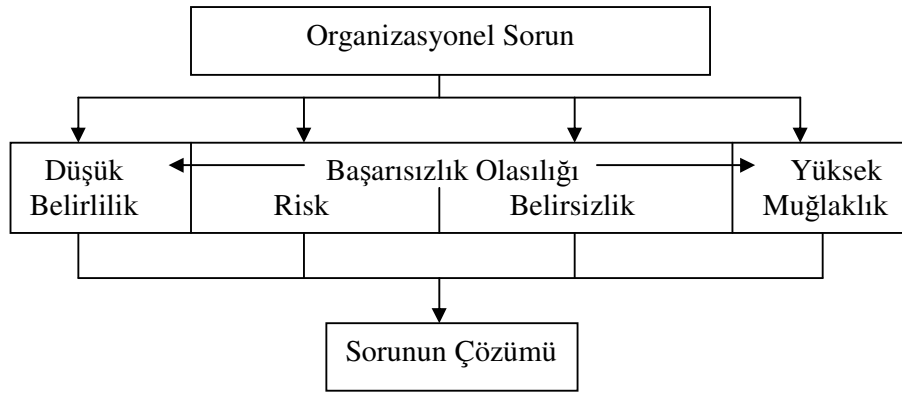 Organizasyonel Sorun
Düşük Başarısızlık Olasılığı Yüksek
Belirlilik Risk Belirsizlik Muğlaklık
Sorunun Çözümü